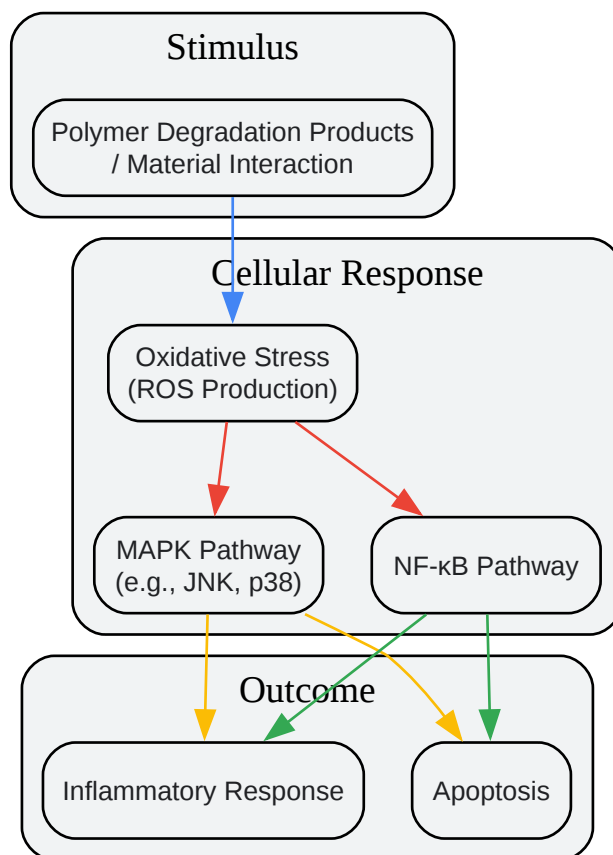 Stimulus
Polymer Degradation Products
/ Material Interaction
Cellular Response
Oxidative Stress
(ROS Production)
MAPK Pathway
(e.g., JNK, p38)
NF-κB Pathway
Outcome
Inflammatory Response
Apoptosis